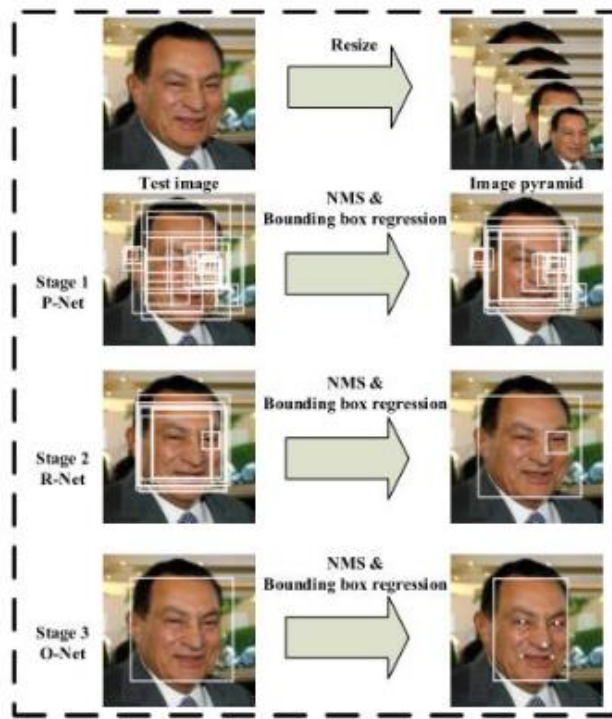 Resize
Test image
Image pyramid
NMS &
Bounding box regression
Stage 1
P-Net
NMS &
Bounding box regression
Stage 2
R-Net
NMS &
Bounding box regression
Stage 3
O-Net